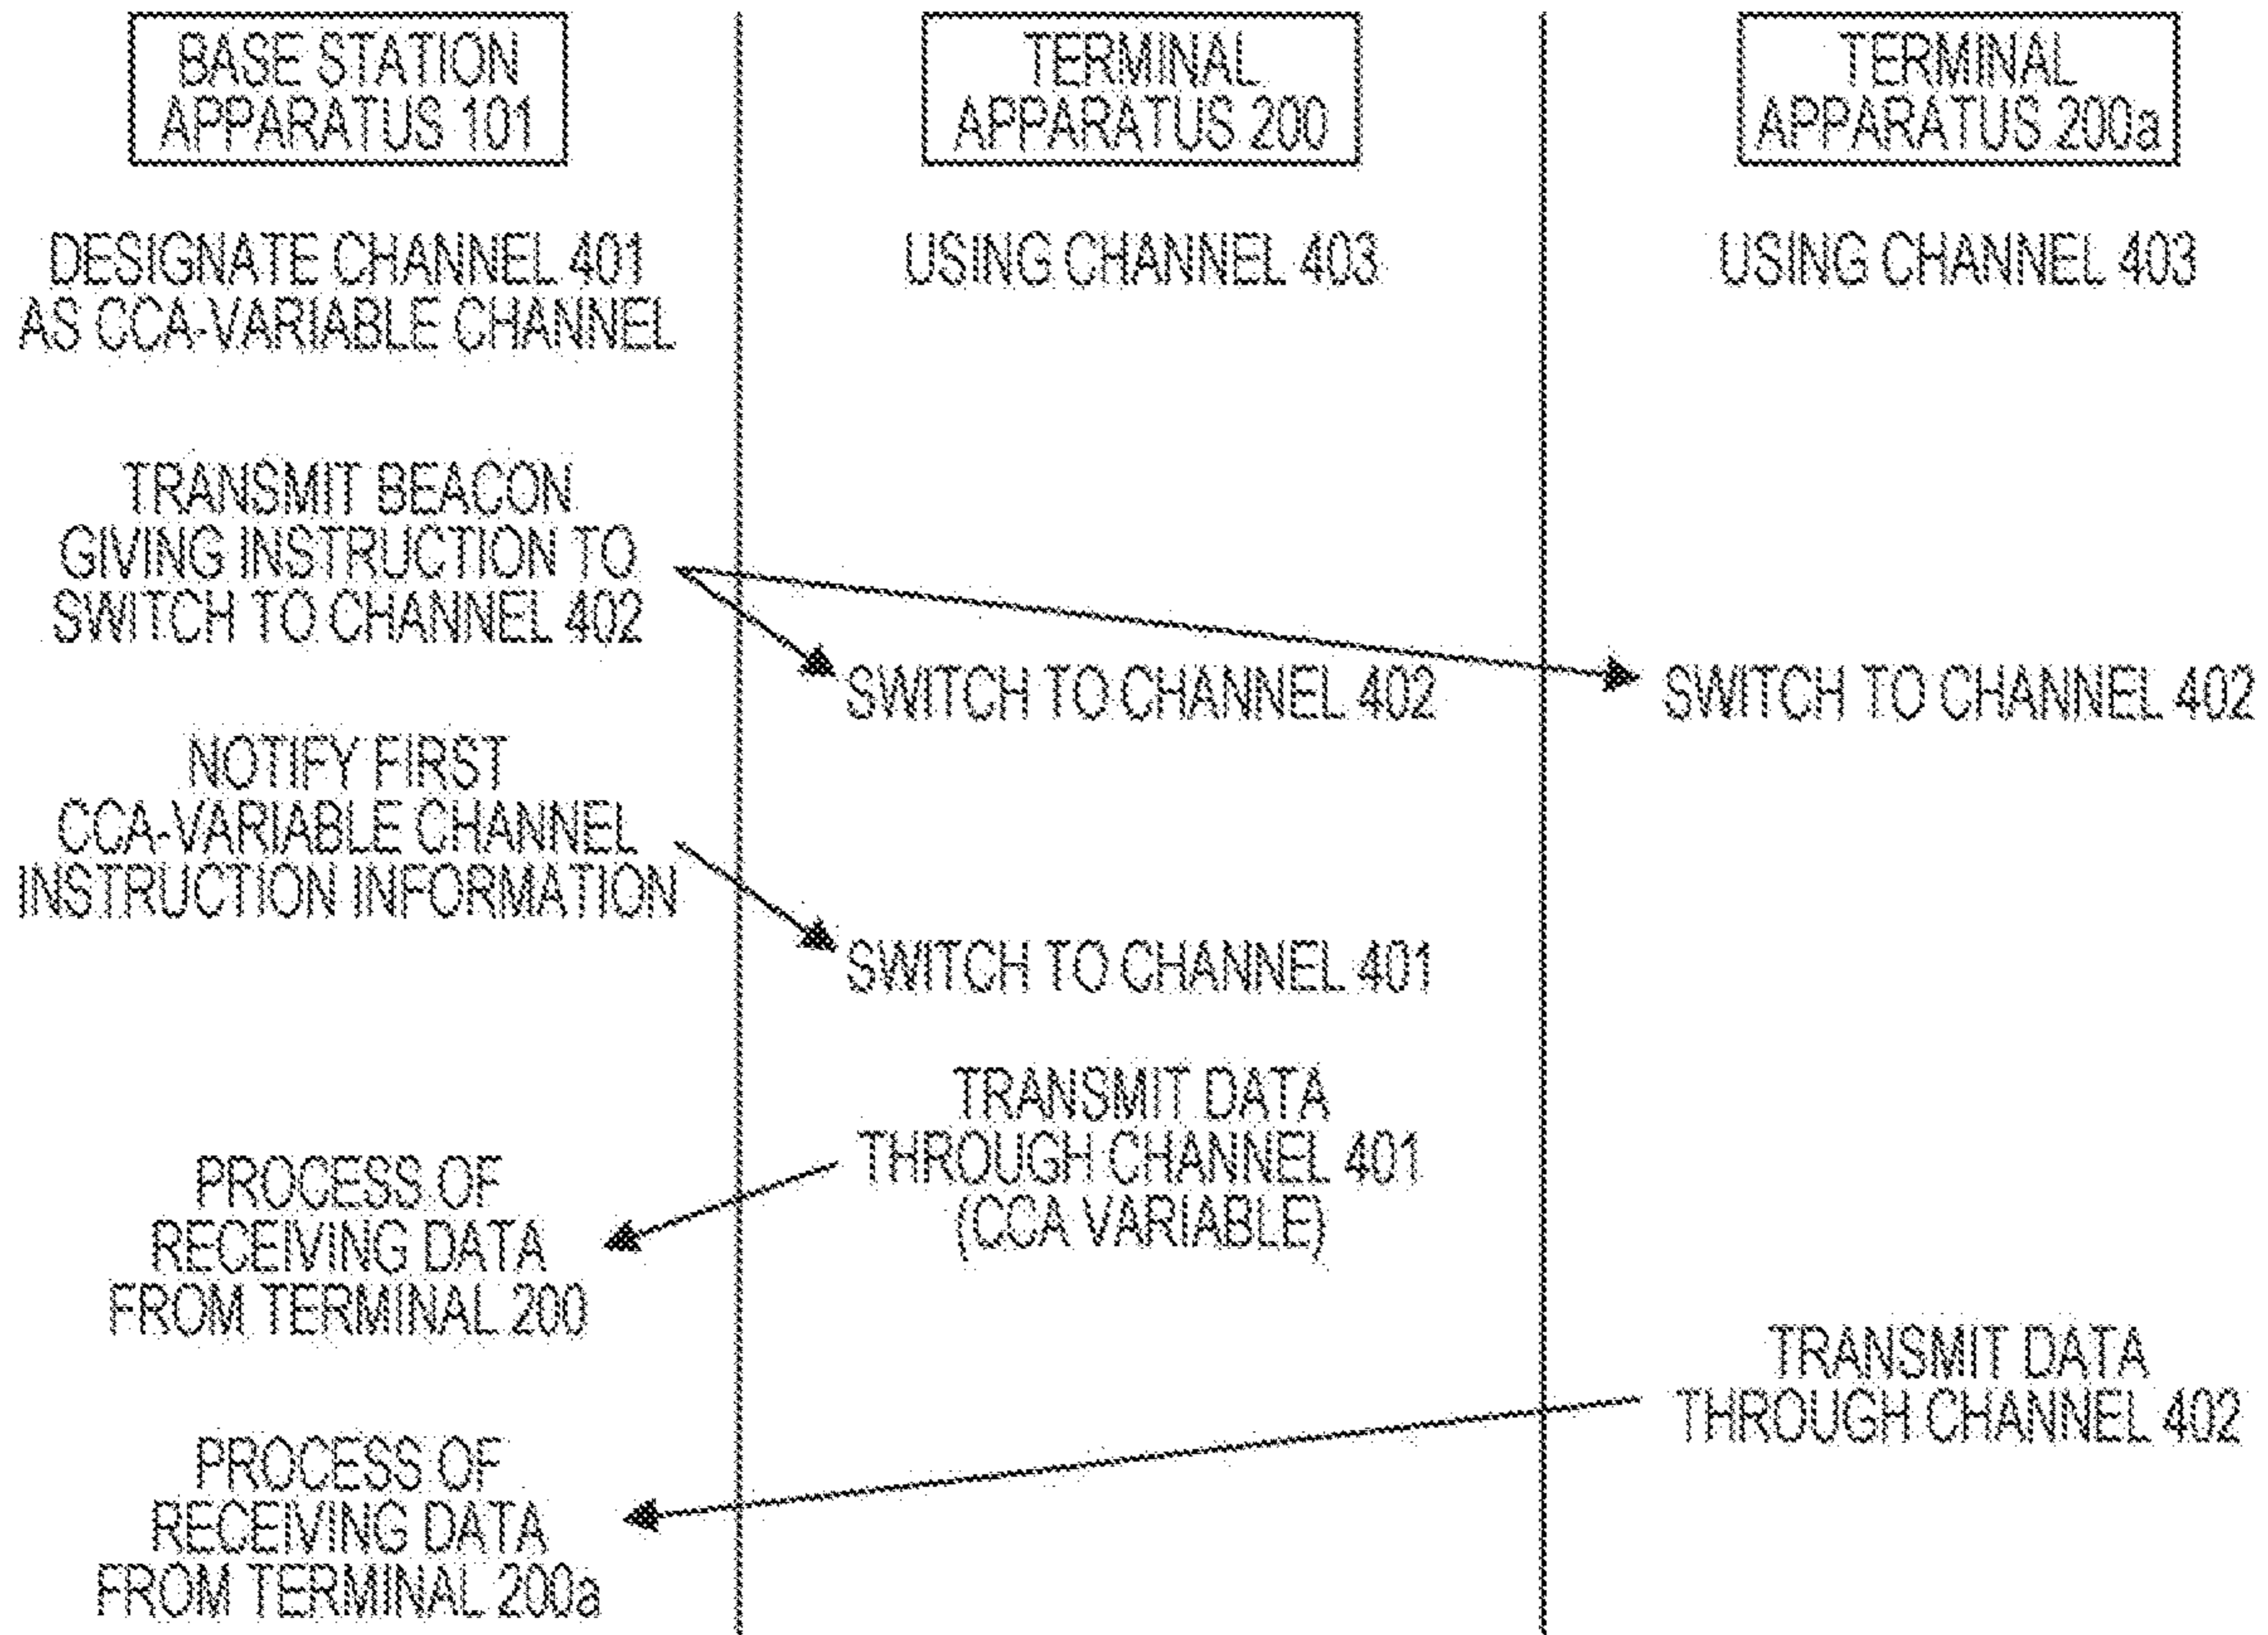 BASE STATION
APPARATUS 101
TERMINAL
APPARATUS 200
TERMINAL
APPARATUS 200a
DESIGNATE CHANNEL 401
AS CCA-VARIABLE CHANNEL
USING CHANNEL 403
USING CHANNEL 403
TRANSMIT BEACON
GIVING INSTRUCTION TO
SWITCH TO CHANNEL 402
SWITCH TO CHANNEL 402
SWITCH TO CHANNEL 402
NOTIFY FIRST
CCA-VARIABLE CHANNEL
INSTRUCTION INFORMATION
SWITCH TO CHANNEL 401
TRANSMIT DATA
THROUGH CHANNEL 401
(CCA VARIABLE)
PROCESS OF
RECEIVING DATA
FROM TERMINAL 200
TRANSMIT DATA
THROUGH CHANNEL 402
PROCESS OF
RECEIVING DATA
FROM TERMINAL 200a